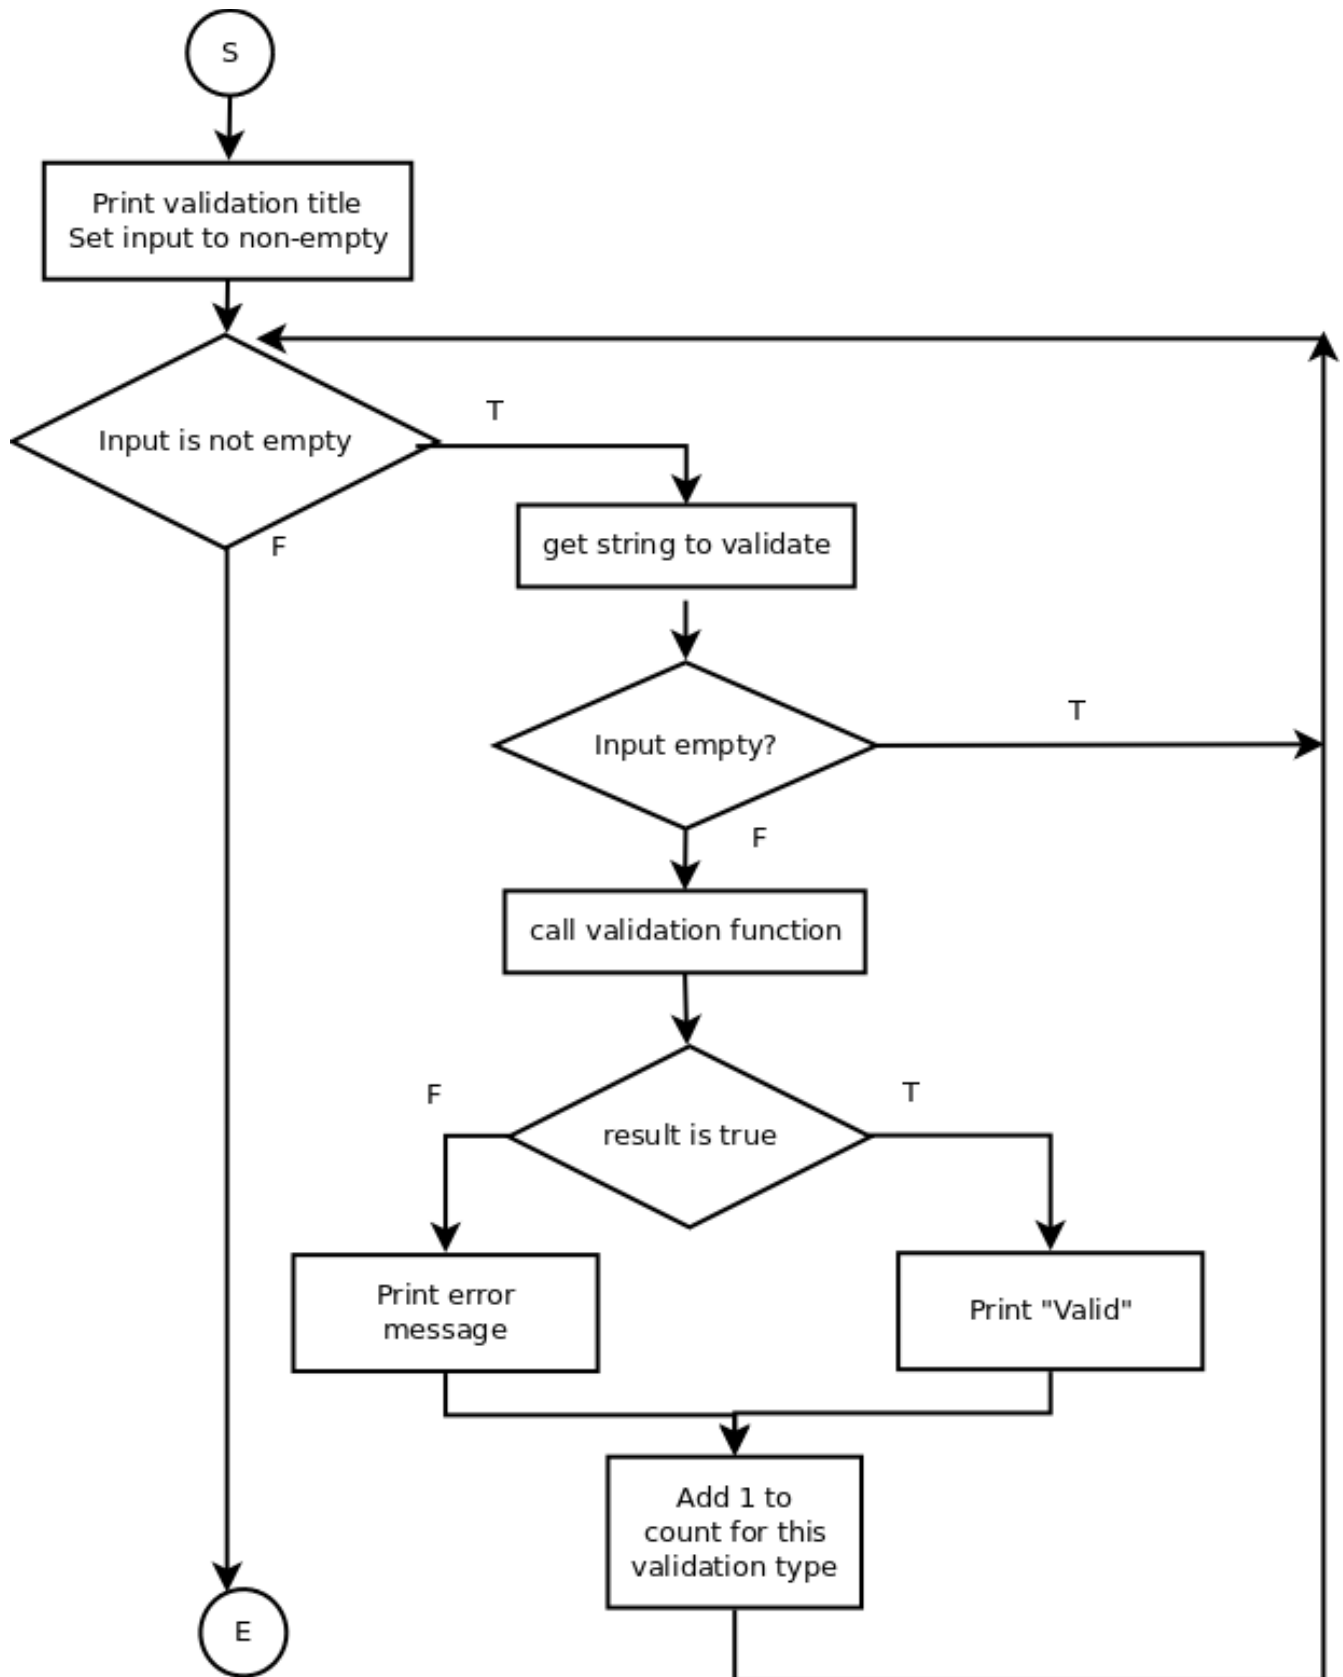 S
Print validation title
Set input to non-empty
Input is not empty
T
F
get string to validate
Input empty?
T
F
call validation function
result is true
F
T
Print error
message
Print "Valid"
Add 1 to
count for this
validation type
E